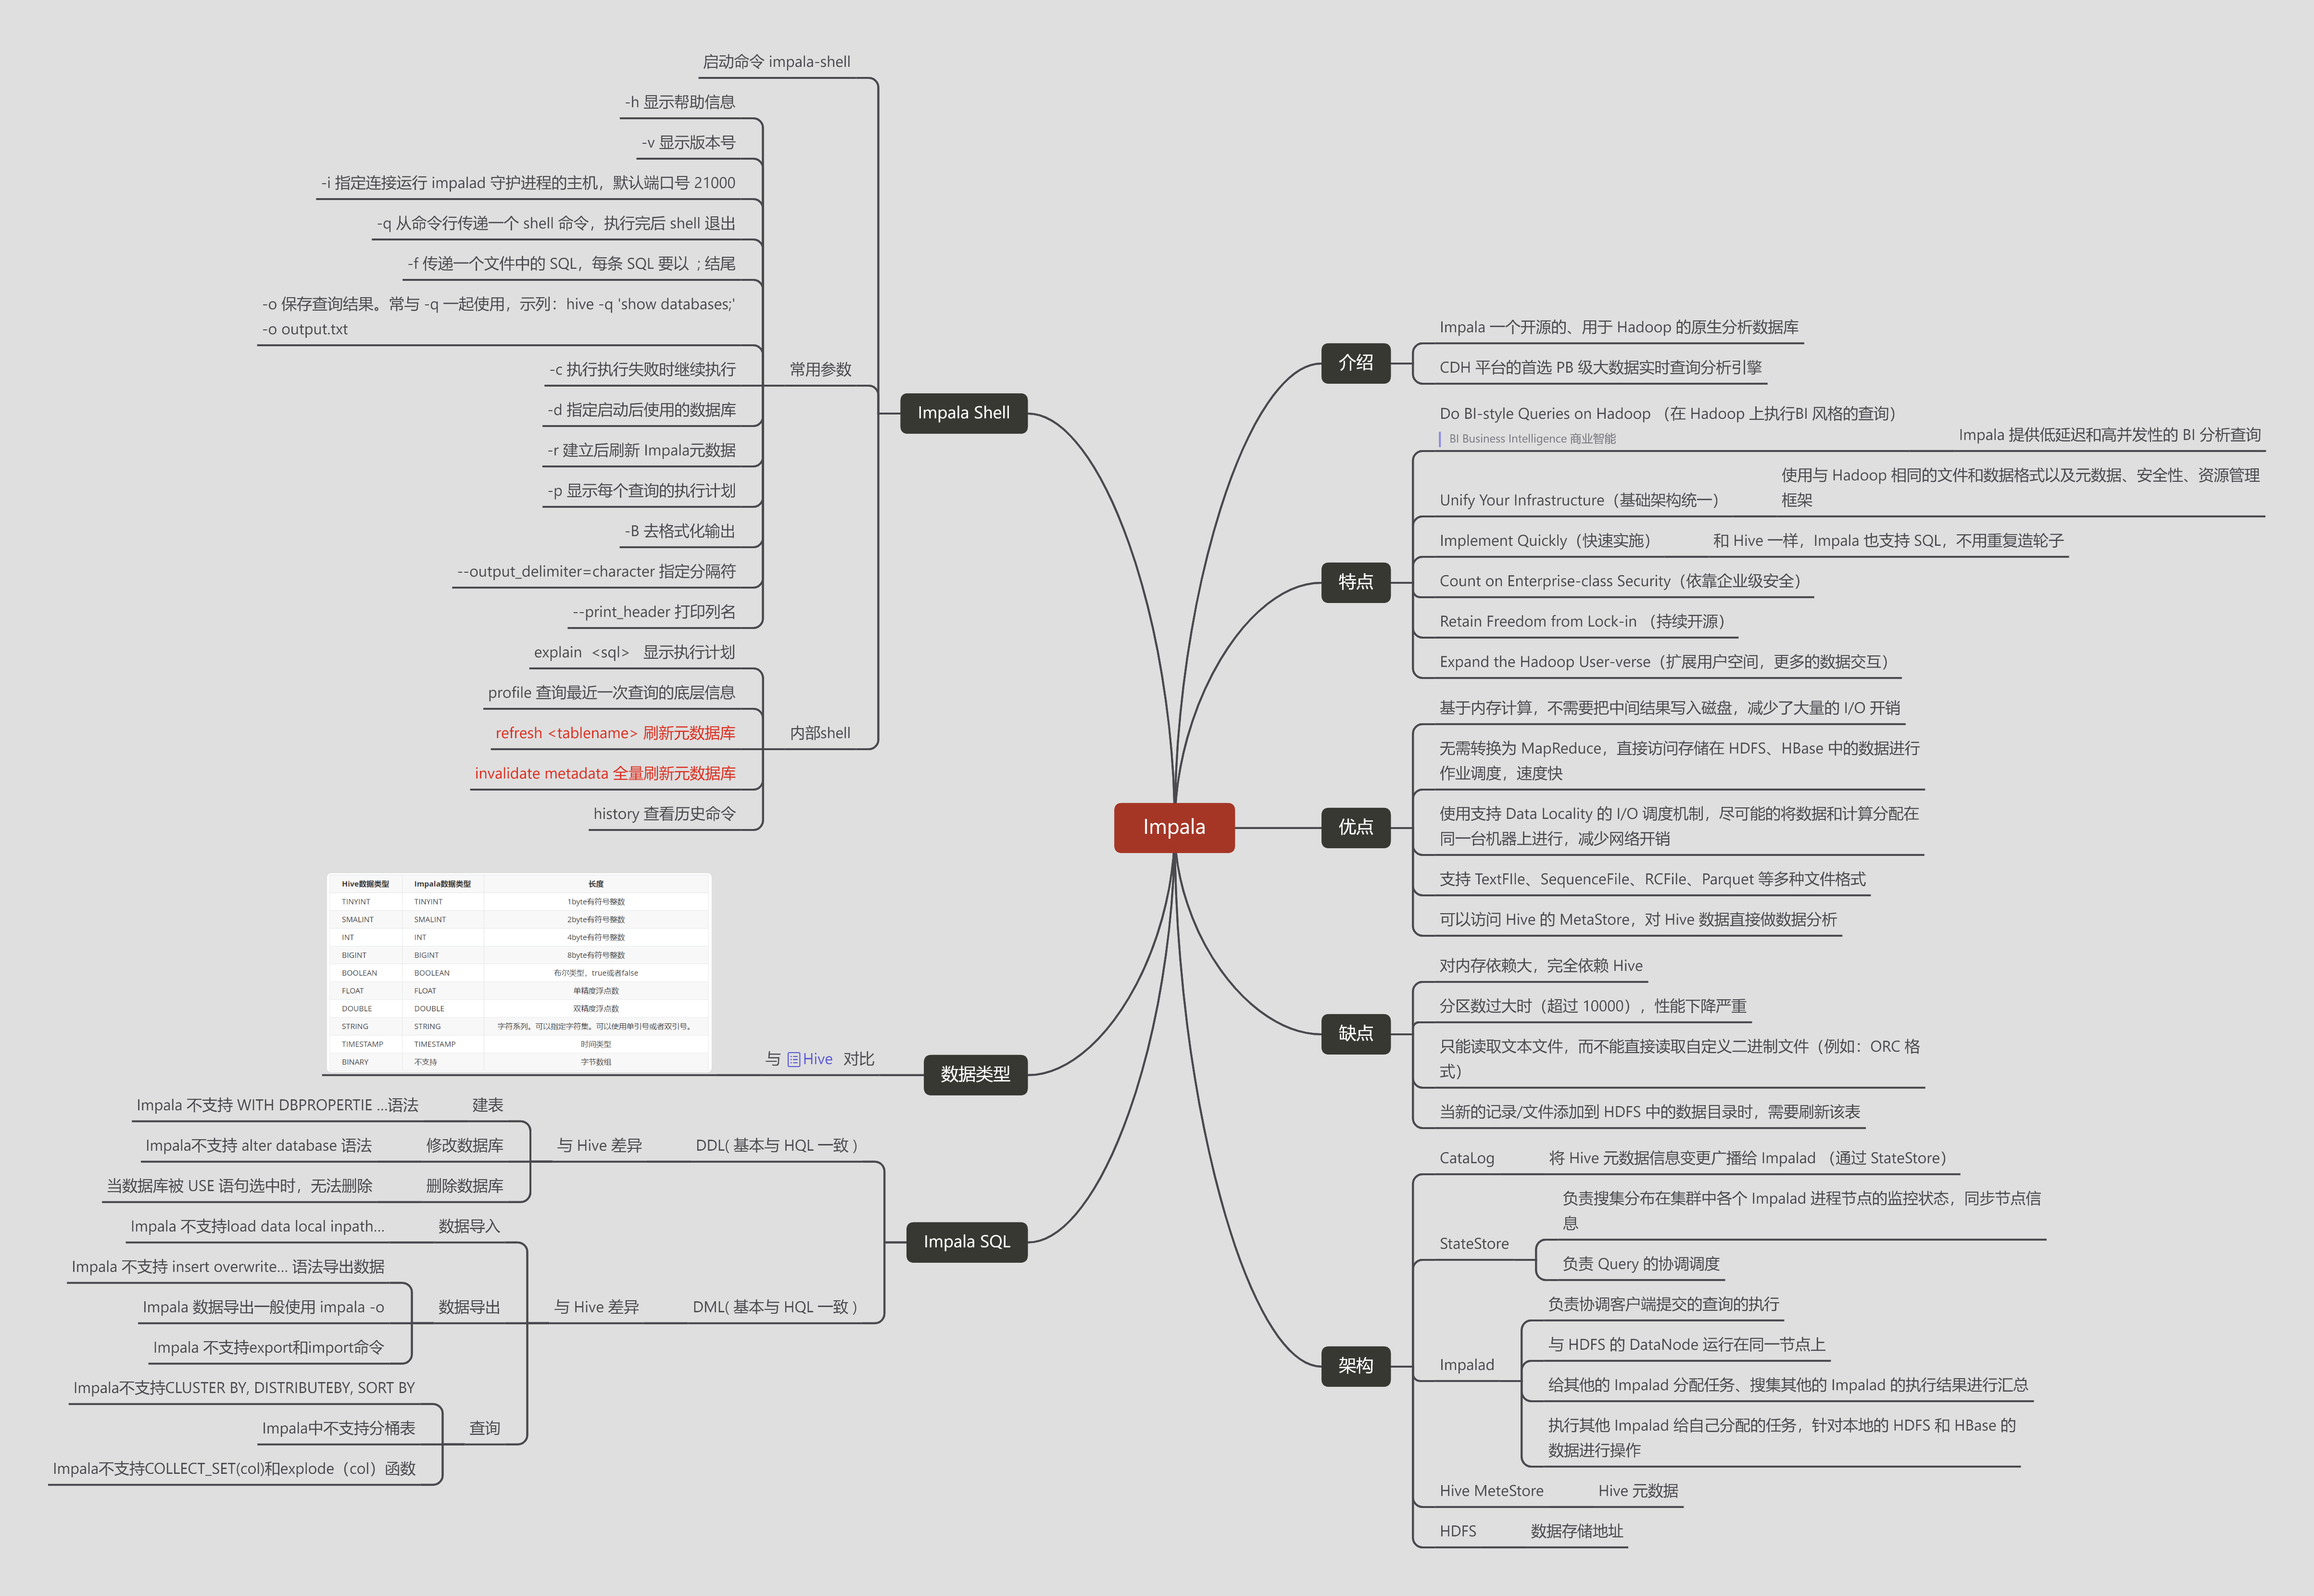 Impala
介绍
Impala 一个开源的、用于 Hadoop 的原生分析数据库
CDH 平台的首选 PB 级大数据实时查询分析引擎
特点
Do BI-style Queries on Hadoop （在 Hadoop 上执行BI 风格的查询）
BI Business Intelligence 商业智能
Impala 提供低延迟和高并发性的 BI 分析查询
Unify Your Infrastructure（基础架构统一）
使用与 Hadoop 相同的文件和数据格式以及元数据、安全性、资源管理
框架
Implement Quickly（快速实施）
和 Hive 一样，Impala 也支持 SQL，不用重复造轮子
Count on Enterprise-class Security（依靠企业级安全）
Retain Freedom from Lock-in （持续开源）
Expand the Hadoop User-verse（扩展用户空间，更多的数据交互）
优点
基于内存计算，不需要把中间结果写入磁盘，减少了大量的 I/O 开销
无需转换为 MapReduce，直接访问存储在 HDFS、HBase 中的数据进行
作业调度，速度快
使用支持 Data Locality 的 I/O 调度机制，尽可能的将数据和计算分配在
同一台机器上进行，减少网络开销
支持 TextFIle、SequenceFile、RCFile、Parquet 等多种文件格式
可以访问 Hive 的 MetaStore，对 Hive 数据直接做数据分析
缺点
对内存依赖大，完全依赖 Hive
分区数过大时（超过 10000），性能下降严重
只能读取文本文件，而不能直接读取自定义二进制文件（例如：ORC 格
式）
当新的记录/文件添加到 HDFS 中的数据目录时，需要刷新该表
架构
CataLog
将 Hive 元数据信息变更广播给 Impalad （通过 StateStore）
StateStore
负责搜集分布在集群中各个 Impalad 进程节点的监控状态，同步节点信
息
负责 Query 的协调调度
Impalad
负责协调客户端提交的查询的执行
与 HDFS 的 DataNode 运行在同一节点上
给其他的 Impalad 分配任务、搜集其他的 Impalad 的执行结果进行汇总
执行其他 Impalad 给自己分配的任务，针对本地的 HDFS 和 HBase 的
数据进行操作
Hive MeteStore
Hive 元数据
HDFS
数据存储地址
Impala Shell
启动命令 impala-shell
常用参数
-h 显示帮助信息
-v 显示版本号
-i 指定连接运行 impalad 守护进程的主机，默认端口号 21000
-q 从命令行传递一个 shell 命令，执行完后 shell 退出
-f 传递一个文件中的 SQL，每条 SQL 要以 ；结尾
-o 保存查询结果。常与 -q 一起使用，示列：hive -q 'show databases;'
-o output.txt
-c 执行执行失败时继续执行
-d 指定启动后使用的数据库
-r 建立后刷新 Impala元数据
-p 显示每个查询的执行计划
-B 去格式化输出
--output_delimiter=character 指定分隔符
--print_header 打印列名
内部shell
explain <sql> 显示执行计划
profile 查询最近一次查询的底层信息
refresh <tablename> 刷新元数据库
invalidate metadata 全量刷新元数据库
history 查看历史命令
数据类型
与 Hive 对比
Hive数据类型 Impala数据类型 长度
TINYINT TINYINT 1byte有符号整数
SMALINT SMALINT 2byte有符号整数
INT INT 4byte有符号整数
BIGINT BIGINT 8byte有符号整数
BOOLEAN BOOLEAN 布尔类型，true或者false
FLOAT FLOAT 单精度浮点数
DOUBLE DOUBLE 双精度浮点数
STRING STRING 字符系列。可以指定字符集。可以使用单引号或者双引号。
TIMESTAMP TIMESTAMP 时间类型
BINARY 不支持 字节数组
Impala SQL
DDL( 基本与 HQL 一致 )
与 Hive 差异
建表
Impala 不支持 WITH DBPROPERTIE ...语法
修改数据库
Impala不支持 alter database 语法
删除数据库
当数据库被 USE 语句选中时，无法删除
DML( 基本与 HQL 一致 )
与 Hive 差异
数据导入
Impala 不支持load data local inpath...
数据导出
Impala 不支持 insert overwrite... 语法导出数据
Impala 数据导出一般使用 impala -o
Impala 不支持export和import命令
查询
Impala不支持CLUSTER BY, DISTRIBUTEBY, SORT BY
Impala中不支持分桶表
Impala不支持COLLECT_SET(col)和explode（col）函数